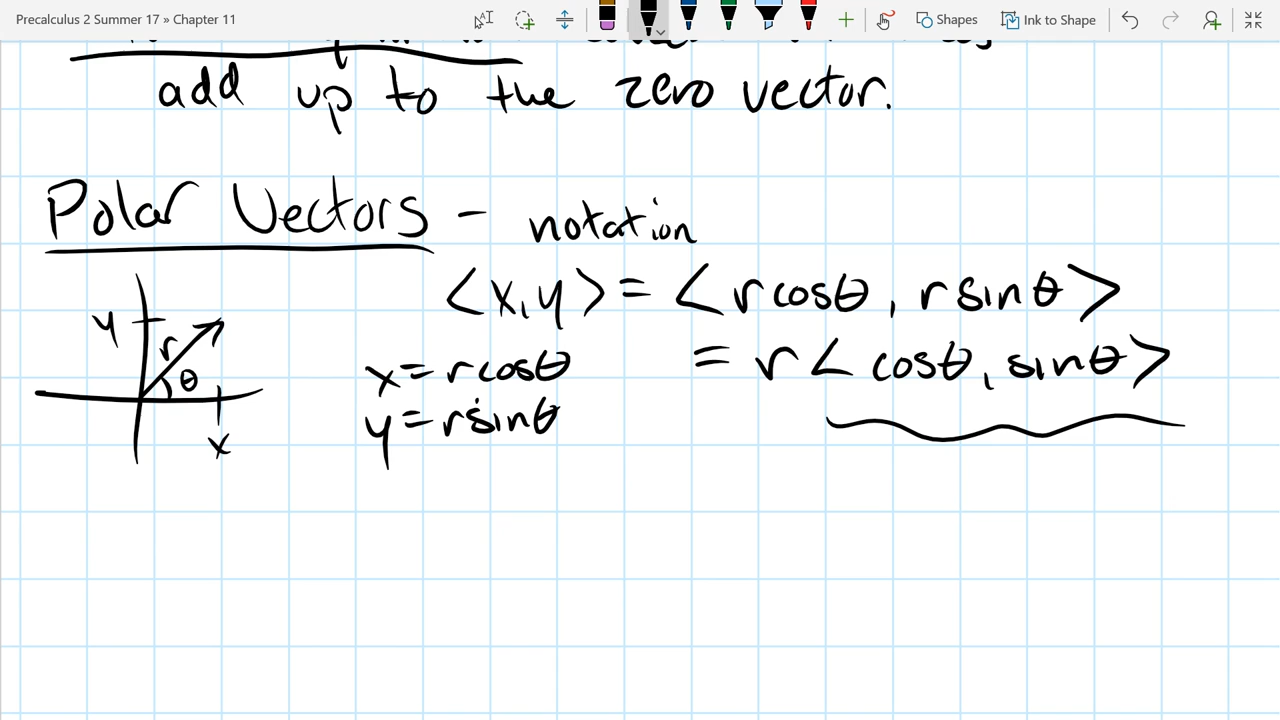 Precalculus 2 Summer 17 » Chapter 11
Shapes
Ink to Shape
add up to the zero vector.
Polar Vectors - notation
<x, y> = <r cosθ, r sinθ>
= r <cosθ, sinθ>
x = r cosθ
y = r sinθ
y
r
θ
x